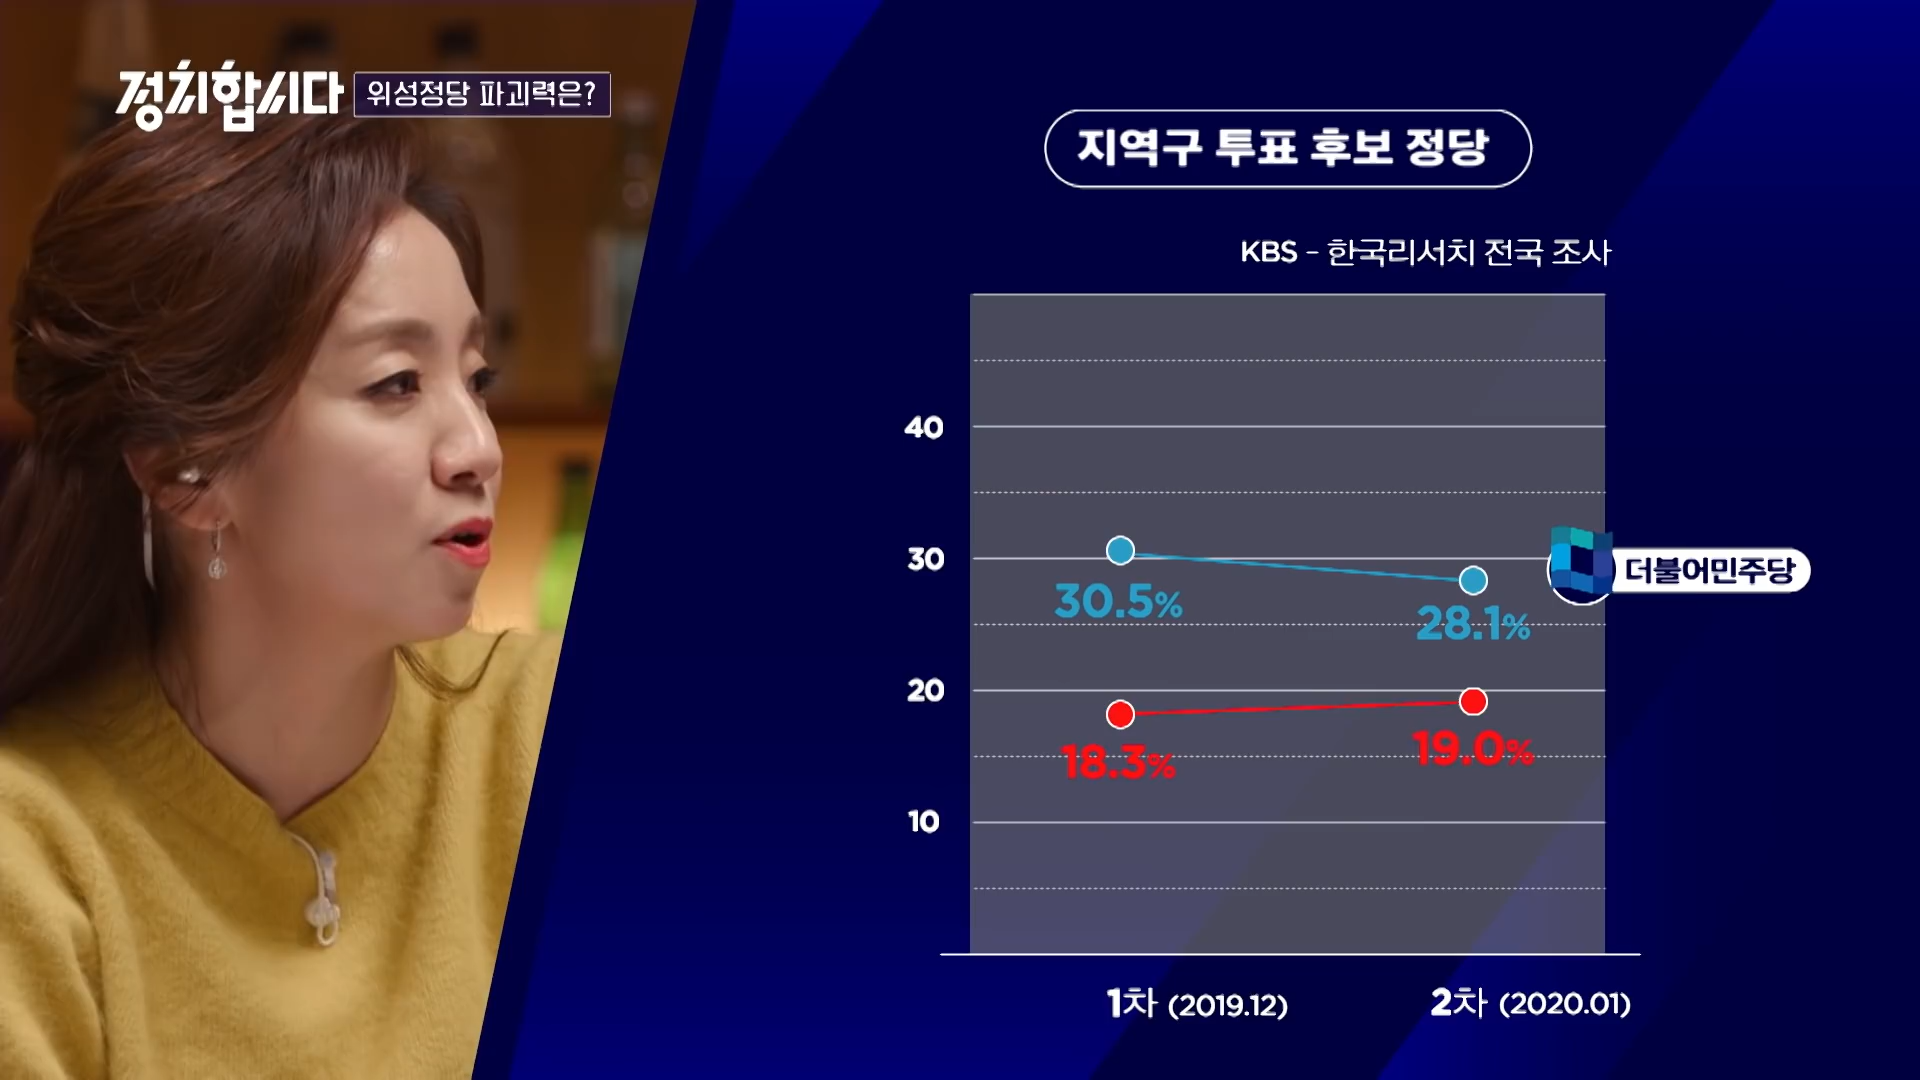 정치합시다 위성정당 파괴력은?
지역구 투표 후보 정당
KBS - 한국리서치 전국 조사
40
30
20
10
30.5%
28.1%
18.3%
19.0%
더불어민주당
1차 (2019.12)
2차 (2020.01)